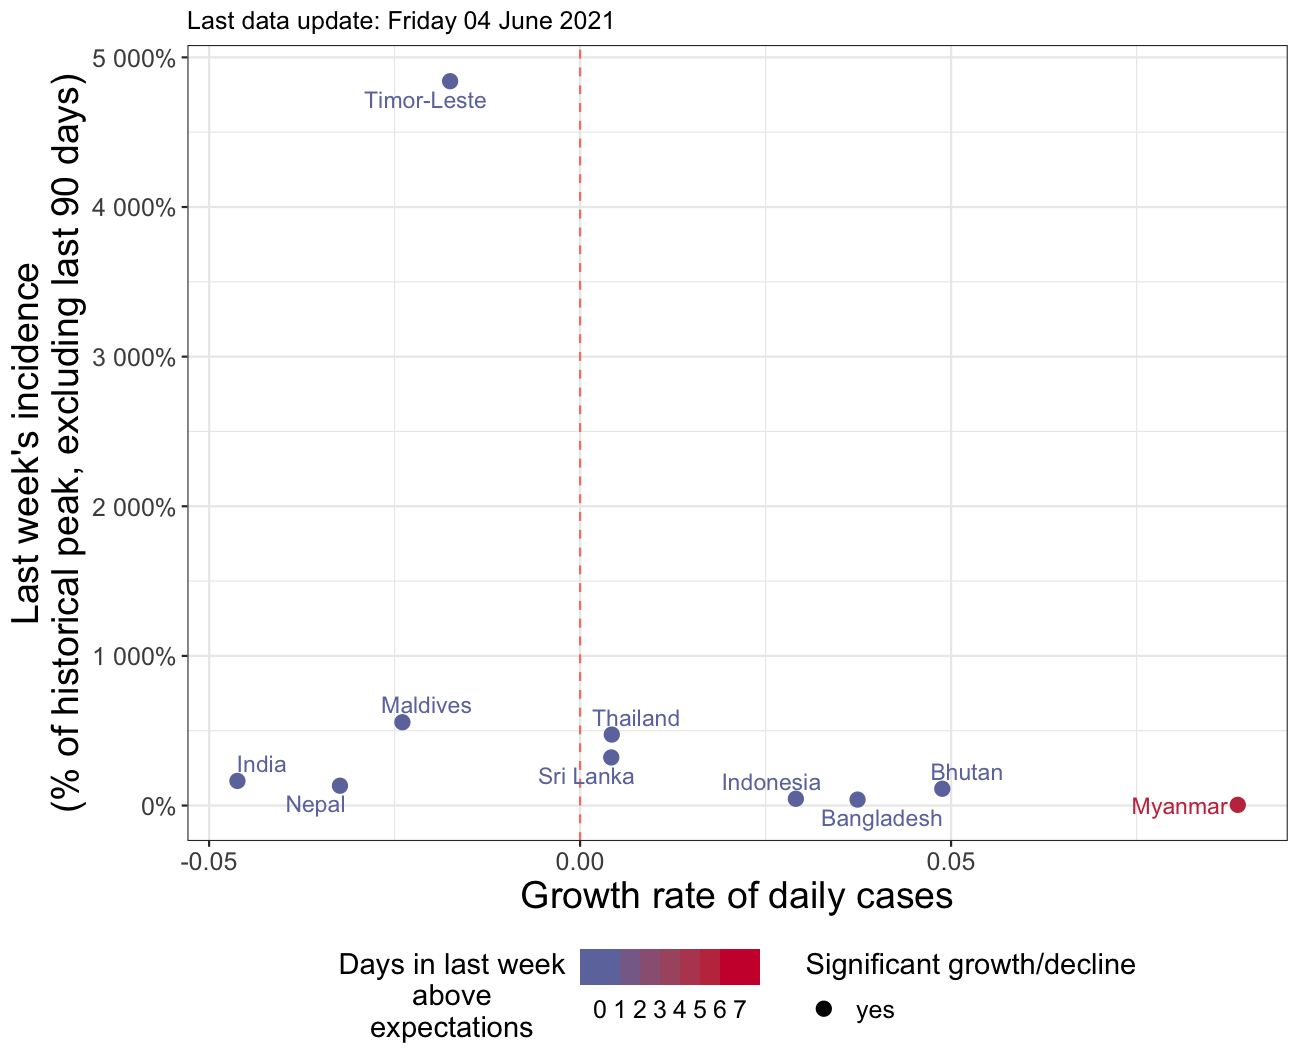 Last data update: Friday 04 June 2021
Last week's incidence
(% of historical peak, excluding last 90 days)
5 000%
4 000%
3 000%
2 000%
1 000%
0%
Timor-Leste
Maldives
Thailand
India
Sri Lanka
Nepal
Indonesia
Bhutan
Bangladesh
Myanmar
-0.05
0.00
0.05
Growth rate of daily cases
Days in last week
above
expectations
0 1 2 3 4 5 6 7
Significant growth/decline
yes